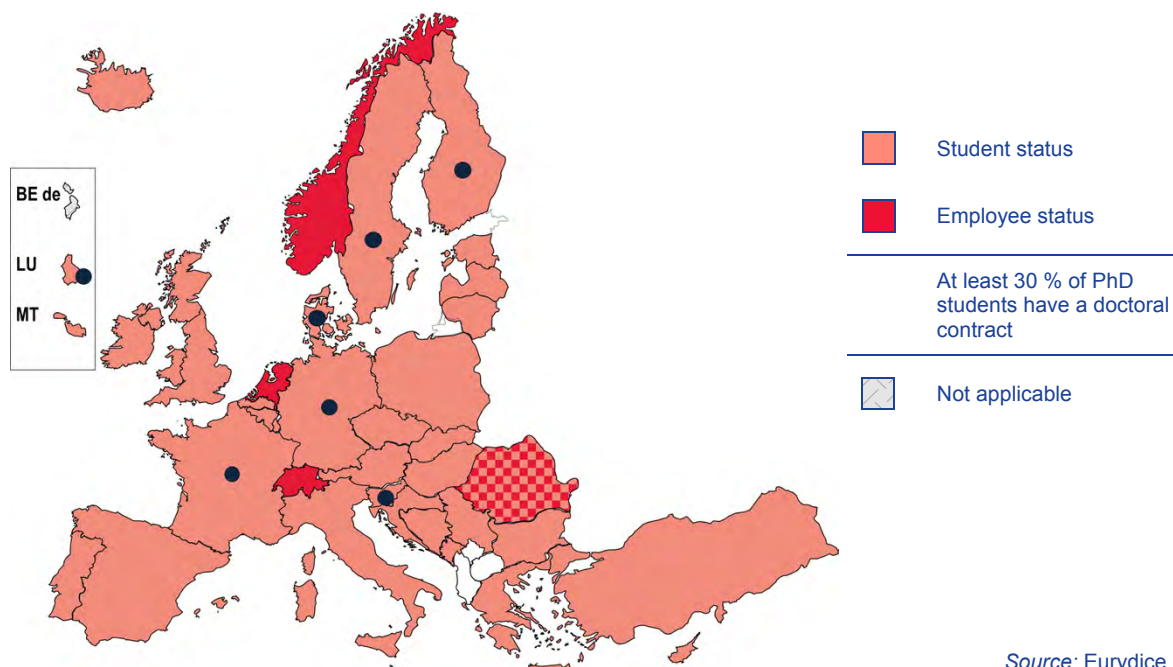 BE de
LU
MT
Student status
Employee status
At least 30 % of PhD
students have a doctoral
contract
Not applicable
Source: Eurydice